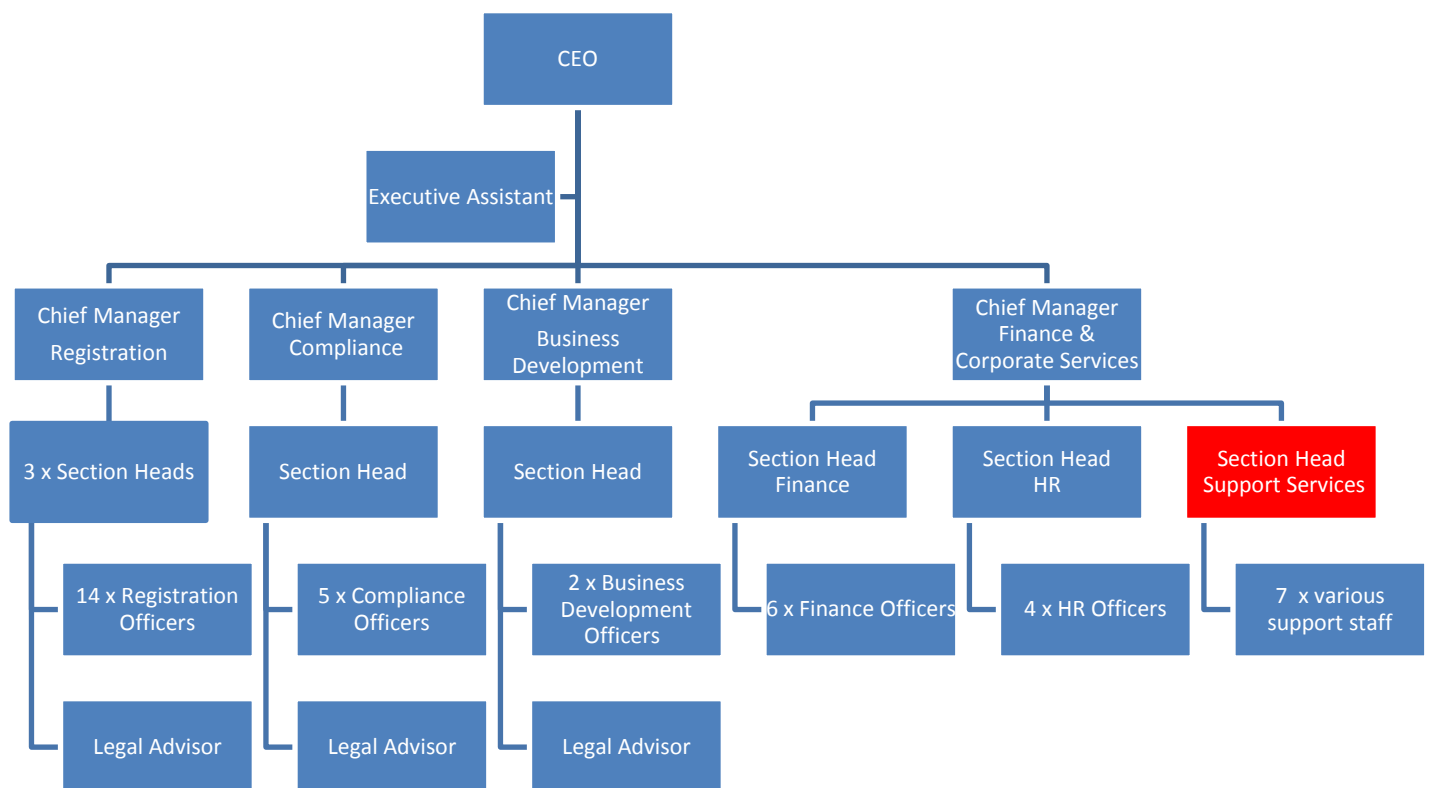 CEO
Executive Assistant
Chief Manager
Registration
Chief Manager
Compliance
Chief Manager
Business
Development
Chief Manager
Finance &
Corporate Services
3 x Section Heads
Section Head
Section Head
Section Head
Finance
Section Head
HR
Section Head
Support Services
14 x Registration
Officers
5 x Compliance
Officers
2 x Business
Development
Officers
6 x Finance Officers
4 x HR Officers
7 x various
support staff
Legal Advisor
Legal Advisor
Legal Advisor